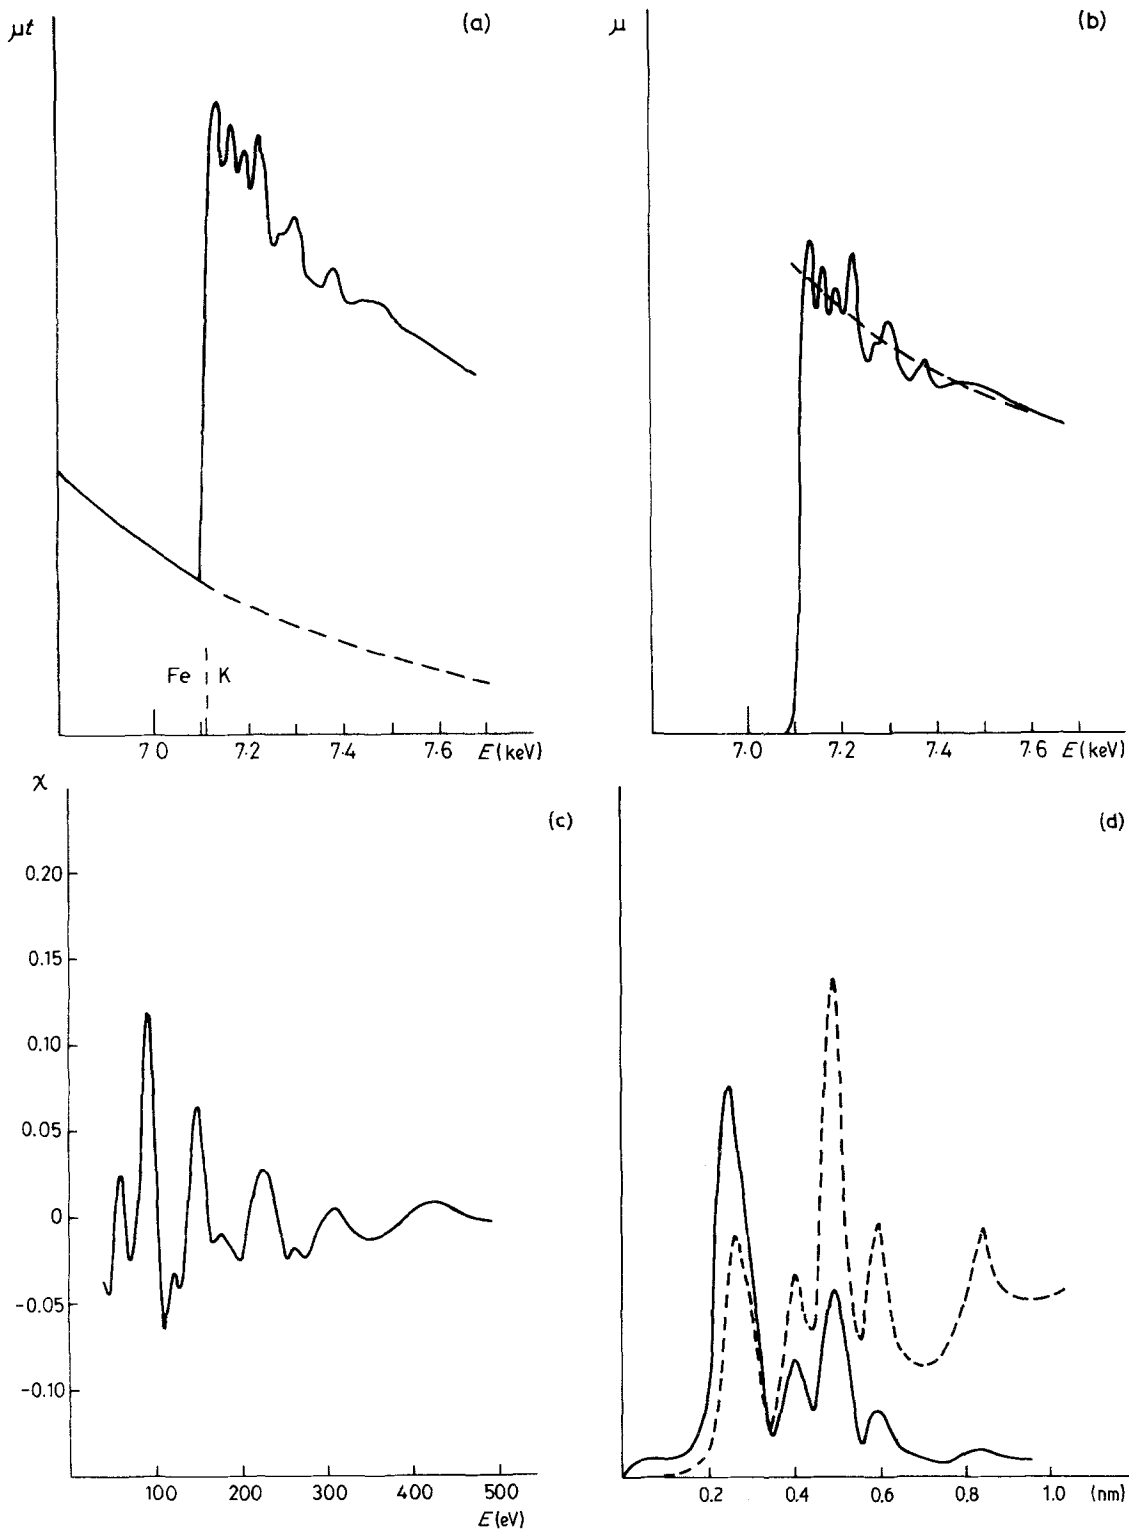 μt
(a)
Fe K
7.0 7.2 7.4 7.6 E (keV)
μ
(b)
7.0 7.2 7.4 7.6 E (keV)
χ
(c)
0.20
0.15
0.10
0.05
0
-0.05
-0.10
100 200 300 400 500
E (eV)
(d)
0.2 0.4 0.6 0.8 1.0 (nm)